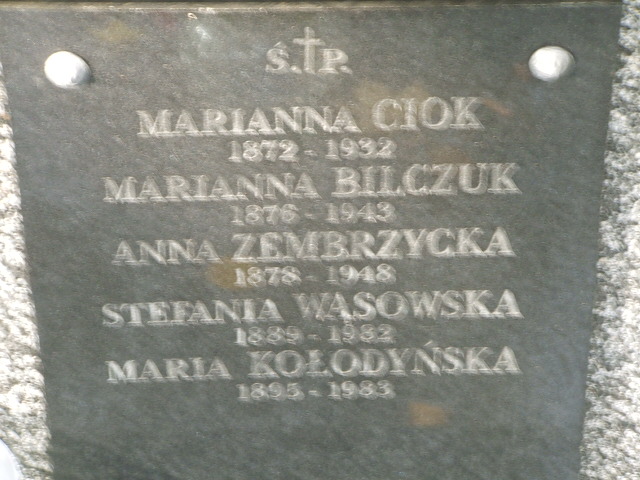 Ś.†P.
MARIANNA CIOK
1872 - 1932
MARIANNA BILCZUK
1876 - 1943
ANNA ZEMBRZYCKA
1878 - 1948
STEFANIA WĄSOWSKA
1889 - 1982
MARIA KOŁODYŃSKA
1895 - 1983